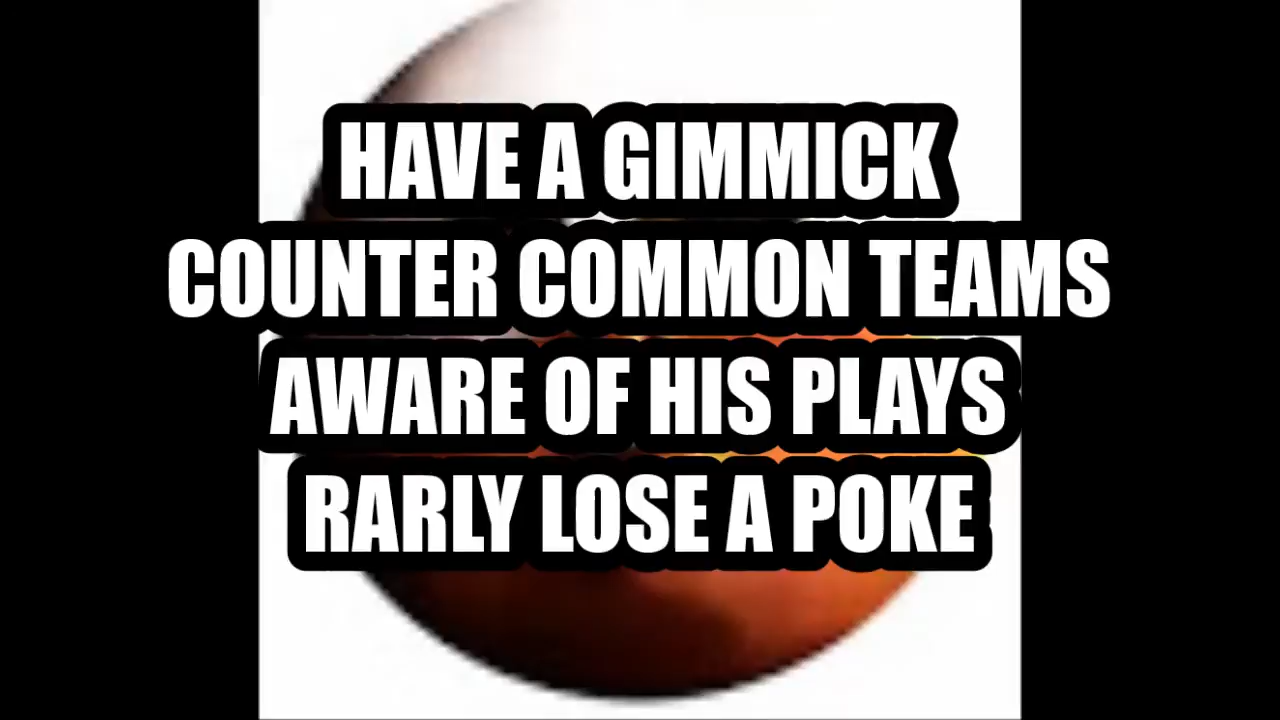 HAVE A GIMMICK
COUNTER COMMON TEAMS
AWARE OF HIS PLAYS
RARLY LOSE A POKE